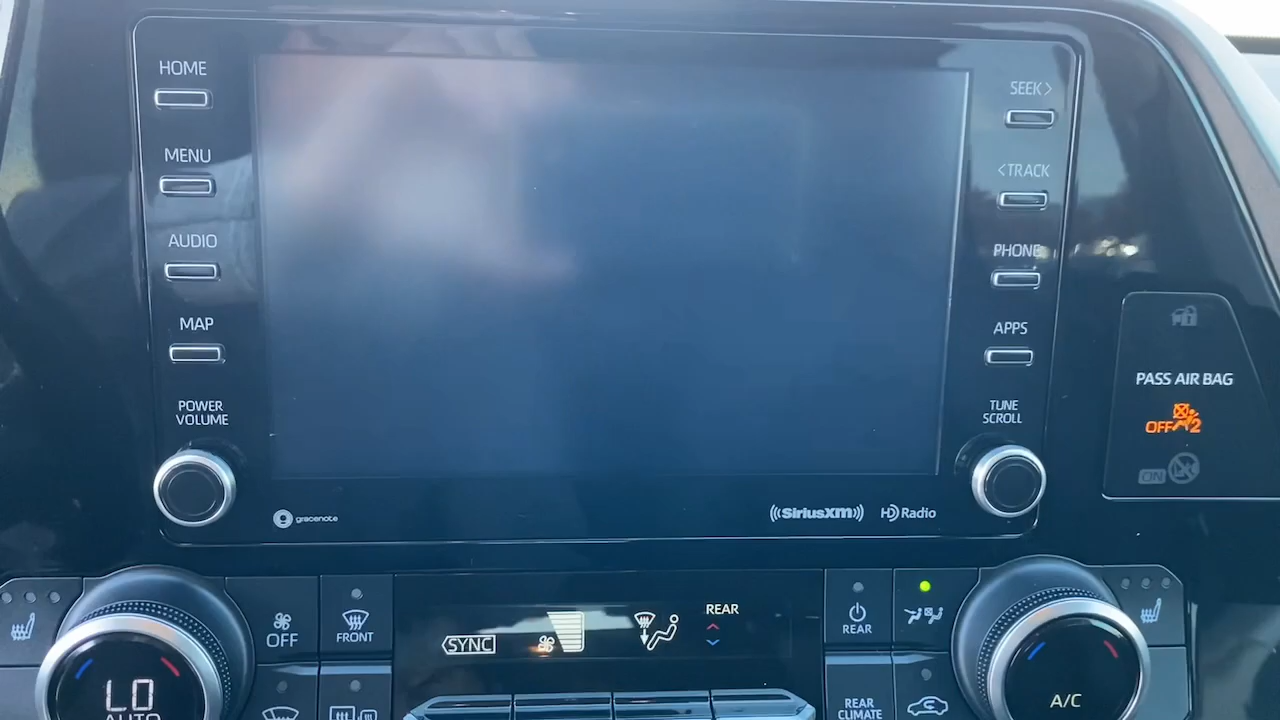 HOME
MENU
AUDIO
MAP
POWER
VOLUME
SEEK>
<TRACK
PHONE
APPS
TUNE
SCROLL
gracenote
((SiriusXM))
HD Radio
PASS AIR BAG
OFF 2
ON
OFF
FRONT
SYNC
REAR
REAR
REAR
CLIMATE
LO
AUTO
A/C